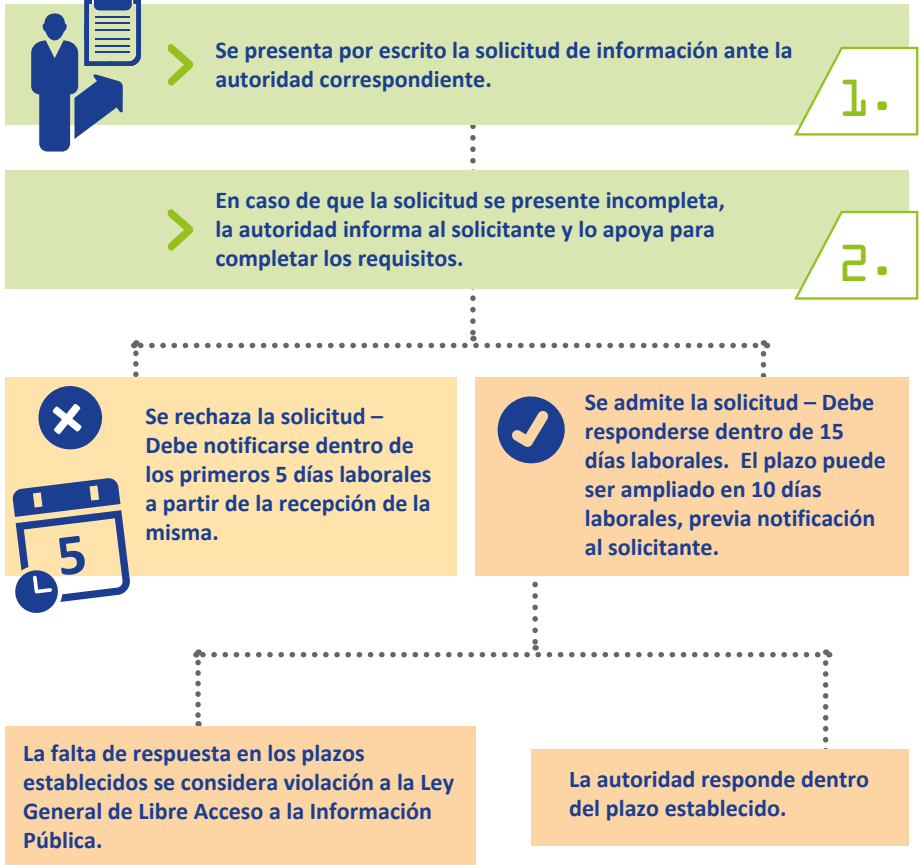 Se presenta por escrito la solicitud de información ante la
autoridad correspondiente.
1.
En caso de que la solicitud se presente incompleta,
la autoridad informa al solicitante y lo apoya para
completar los requisitos.
2.
Se rechaza la solicitud –
Debe notificarse dentro de
los primeros 5 días laborales
a partir de la recepción de la
misma.
5
Se admite la solicitud – Debe
responderse dentro de 15
días laborales.  El plazo puede
ser ampliado en 10 días
laborales, previa notificación
al solicitante.
La falta de respuesta en los plazos
establecidos se considera violación a la Ley
General de Libre Acceso a la Información
Pública.
La autoridad responde dentro
del plazo establecido.